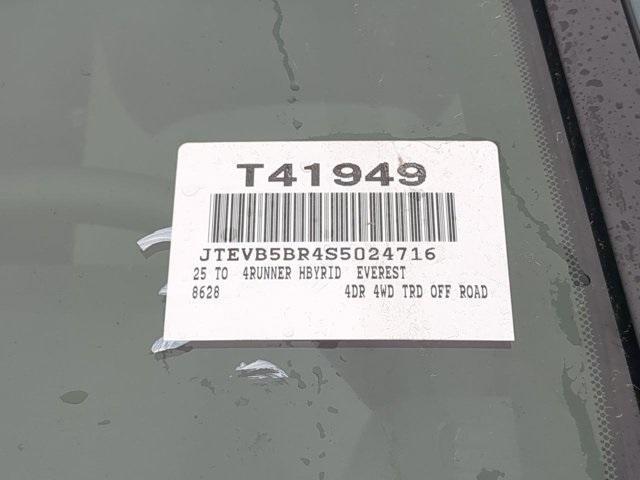 T41949
JTEVB5BR4S5024716
25 TO 4RUNNER HBYRID EVEREST
8628 4DR 4WD TRD OFF ROAD